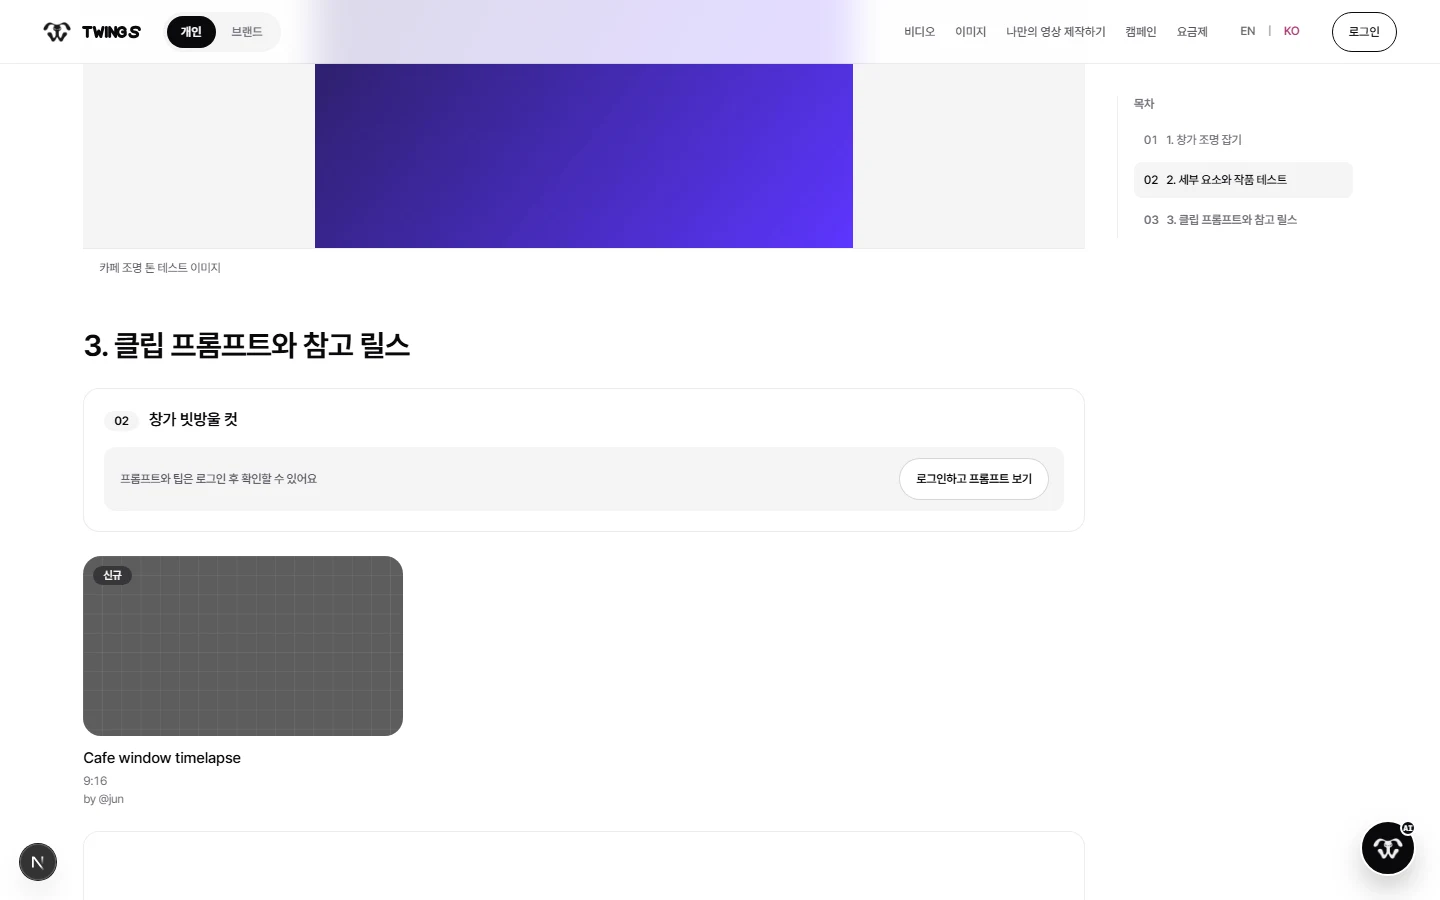 TWINGS
개인
브랜드
비디오
이미지
나만의 영상 제작하기
캠페인
요금제
EN | KO
로그인
목차
01 1. 창가 조명 잡기
02 2. 세부 요소와 작품 테스트
03 3. 클립 프롬프트와 참고 릴스
카페 조명 톤 테스트 이미지
3. 클립 프롬프트와 참고 릴스
02 창가 빗방울 컷
프롬프트와 팁은 로그인 후 확인할 수 있어요
로그인하고 프롬프트 보기
신규
Cafe window timelapse
9:16
by @jun
N
AI